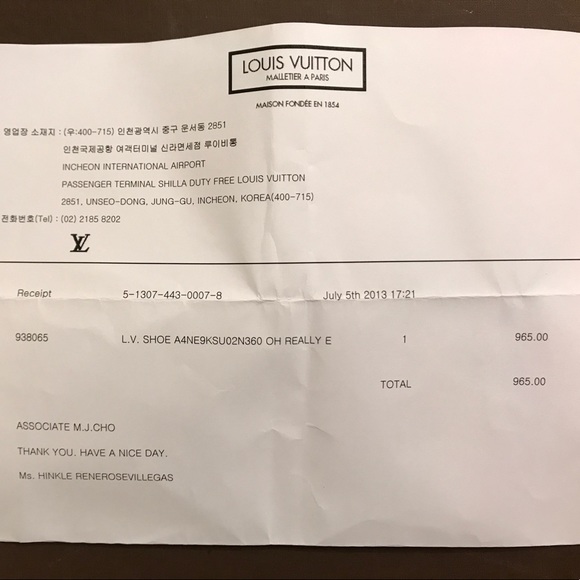 LOUIS VUITTON
MALLETIER A PARIS
MAISON FONDÉE EN 1854
영업장 소재지 : (우:400-715) 인천광역시 중구 운서동 2851
인천국제공항 여객터미널 신라면세점 루이비통
INCHEON INTERNATIONAL AIRPORT
PASSENGER TERMINAL SHILLA DUTY FREE LOUIS VUITTON
2851, UNSEO-DONG, JUNG-GU, INCHEON, KOREA(400-715)
전화번호(Tel) : (02) 2185 8202
LV
Receipt 5-1307-443-0007-8 July 5th 2013 17:21
938065 L.V. SHOE A4NE9KSU02N360 OH REALLY E 1 965.00
TOTAL 965.00
ASSOCIATE M.J.CHO
THANK YOU. HAVE A NICE DAY.
Ms. HINKLE RENEROSEVILLEGAS